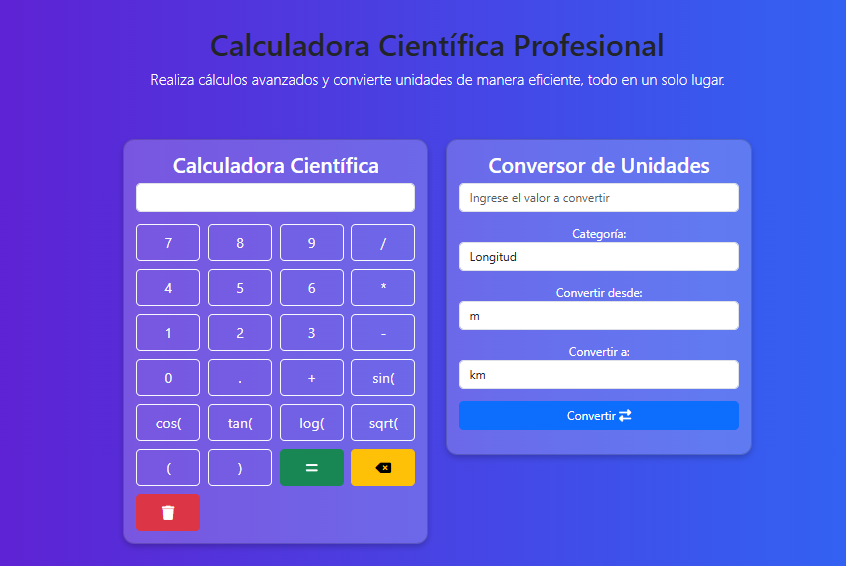 Calculadora Científica Profesional
Realiza cálculos avanzados y convierte unidades de manera eficiente, todo en un solo lugar.
Calculadora Científica
7 8 9 /
4 5 6 *
1 2 3 -
0 . + sin(
cos( tan( log( sqrt(
( ) =
Conversor de Unidades
Ingrese el valor a convertir
Categoría:
Longitud
Convertir desde:
m
Convertir a:
km
Convertir